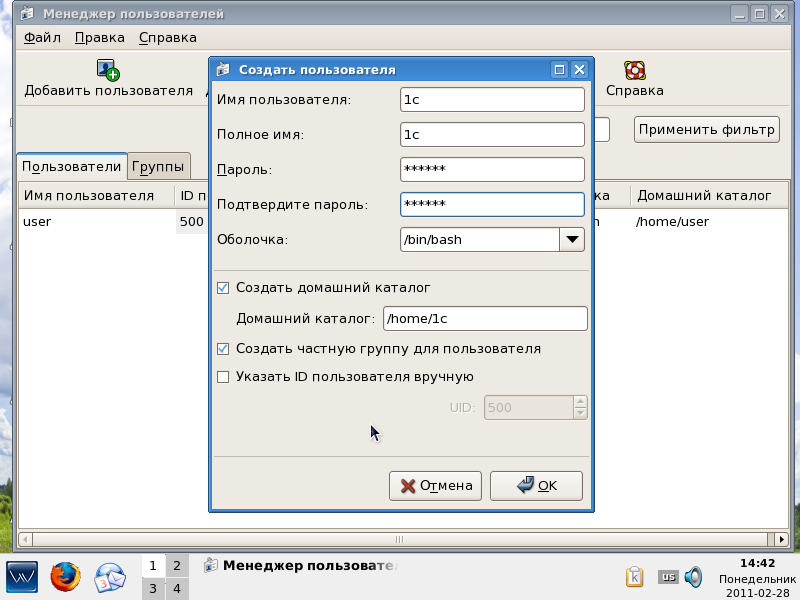 Менеджер пользователей
Файл Правка Справка
Добавить пользователя
Справка
Применить фильтр
Пользователи Группы
Имя пользователя ID п ка Домашний каталог
user 500 /home/user
Создать пользователя
Имя пользователя: 1c
Полное имя: 1c
Пароль: ******
Подтвердите пароль: ******
Оболочка: /bin/bash
Создать домашний каталог
Домашний каталог: /home/1c
Создать частную группу для пользователя
Указать ID пользователя вручную
UID: 500
Отмена OK
1 2
3 4
3
Менеджер пользовате
k
us
14:42
Понедельник
2011-02-28